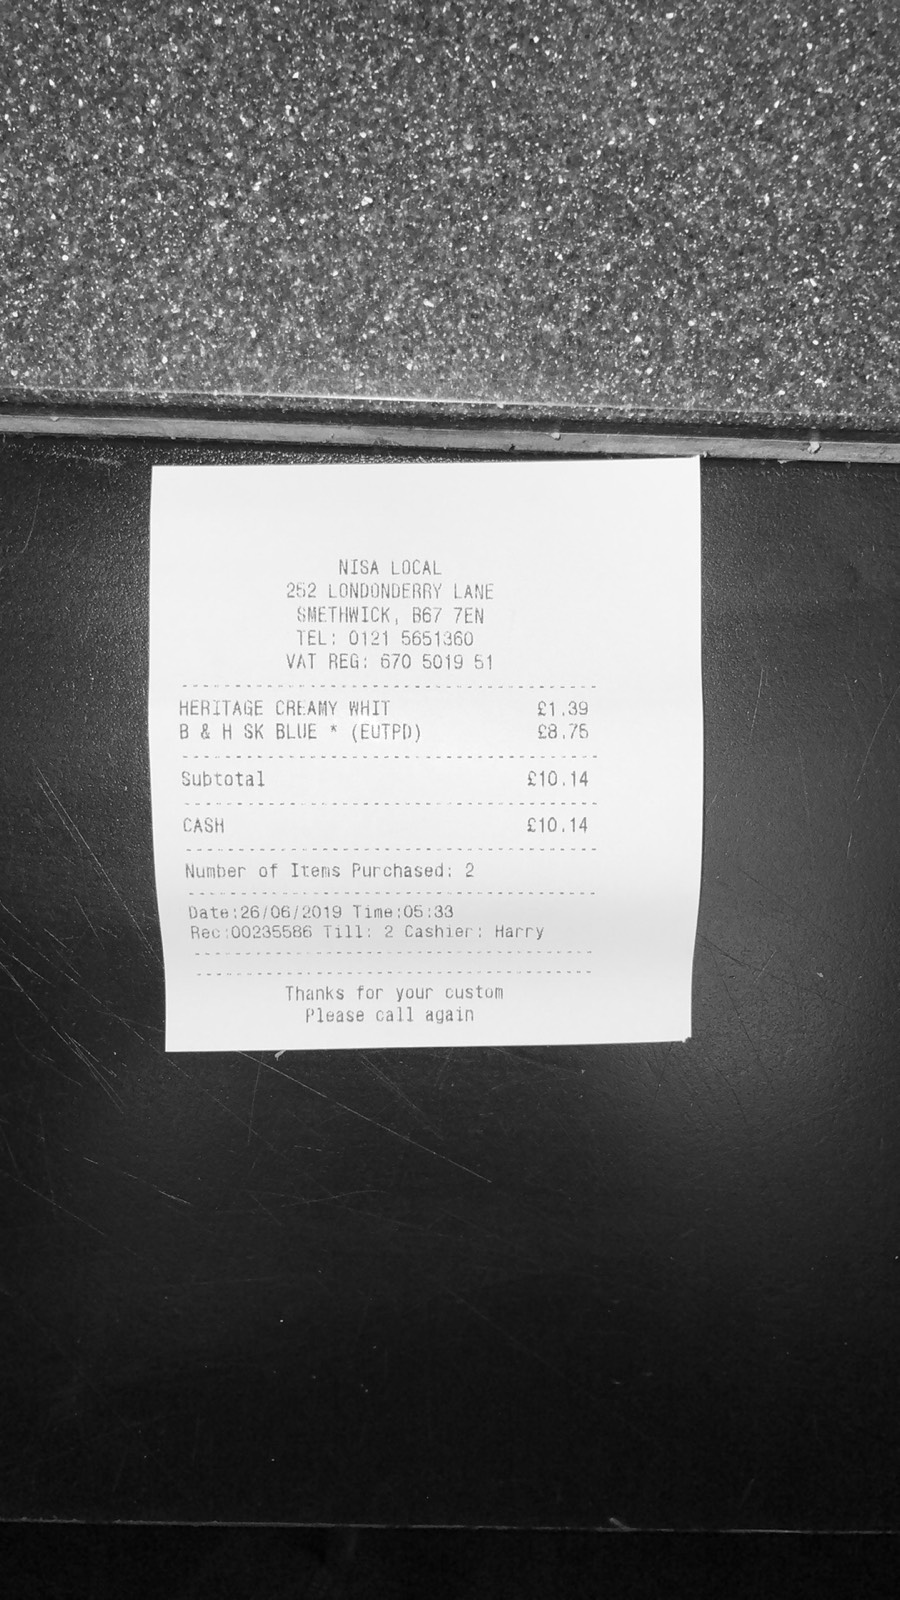 NISA LOCAL
252 LONDONDERRY LANE
SMETHWICK, B67 7EN
TEL: 0121 5651360
VAT REG: 670 5019 51
HERITAGE CREAMY WHIT £1.39
B & H SK BLUE * (EUTPD) £8.75
Subtotal £10.14
CASH £10.14
Number of Items Purchased: 2
Date:26/06/2019 Time:05:33
Rec:00235586 Till: 2 Cashier: Harry
Thanks for your custom
Please call again